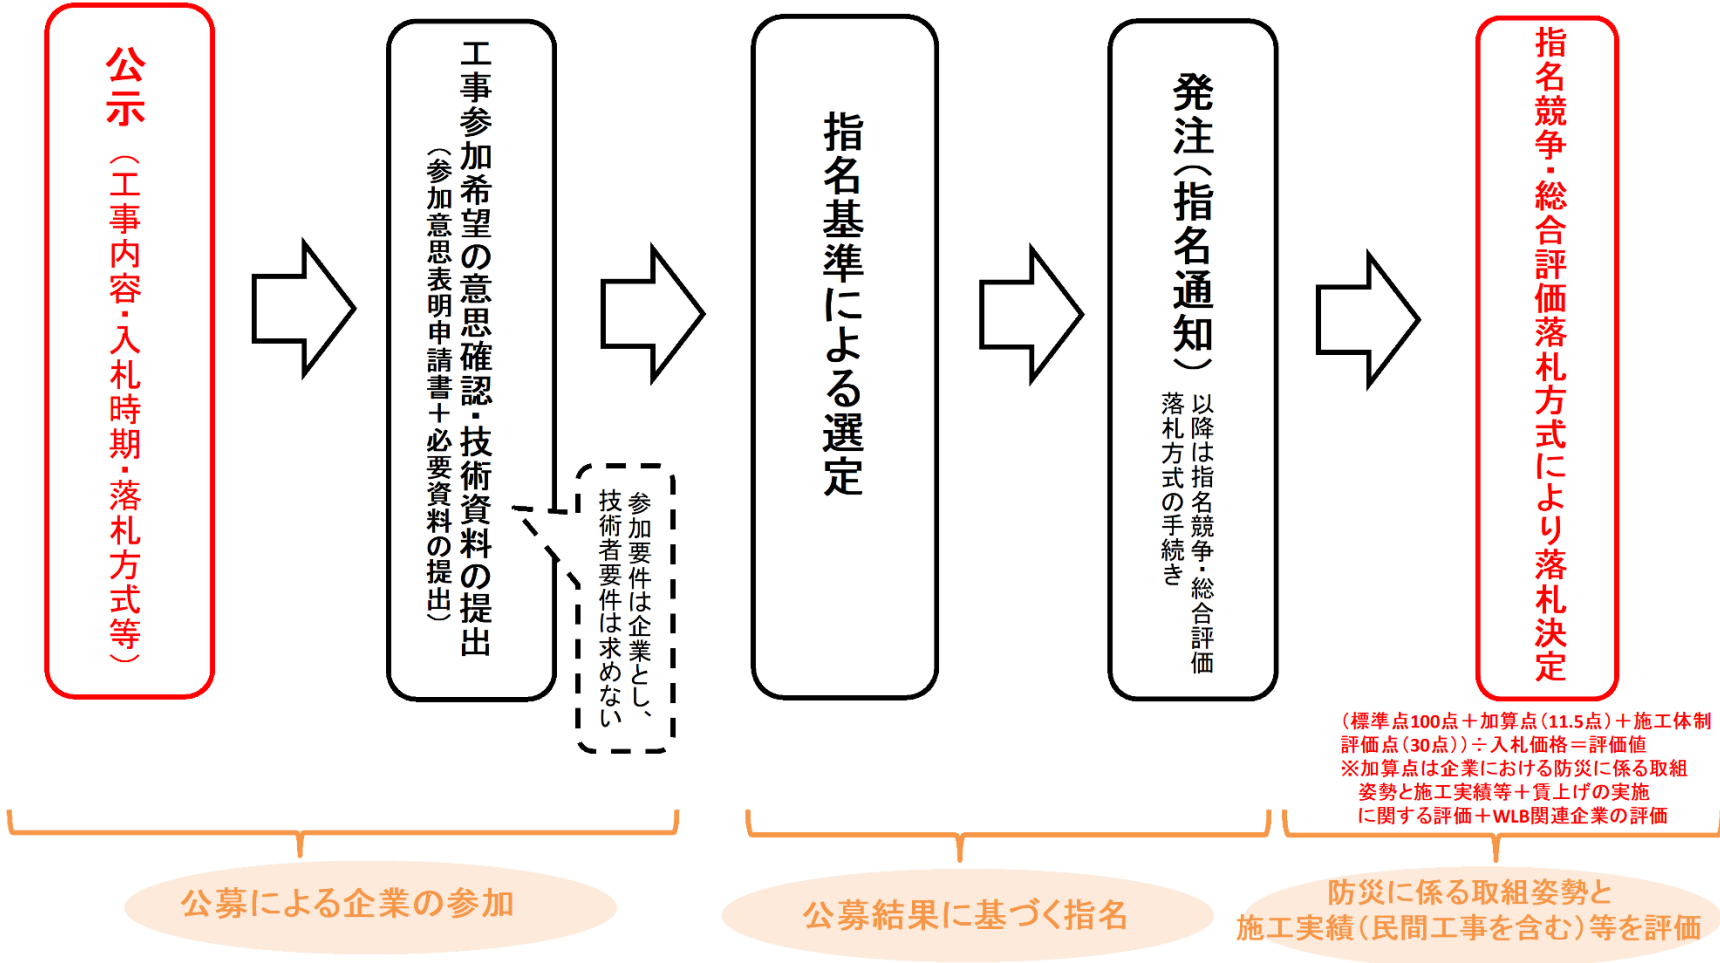 公示（工事内容・入札時期・落札方式等）
工事参加希望の意思確認・技術資料の提出
（参加意思表明申請書＋必要資料の提出）
参加要件は企業とし、
技術者要件は求めない
指名基準による選定
発注（指名通知）
以降は指名競争・総合評価
落札方式の手続き
指名競争・総合評価落札方式により落札決定
（標準点100点＋加算点（11.5点）＋施工体制
評価点（30点））÷入札価格＝評価値
※加算点は企業における防災に係る取組
姿勢と施工実績等＋賃上げの実施
に関する評価＋WLB関連企業の評価
公募による企業の参加
公募結果に基づく指名
防災に係る取組姿勢と
施工実績（民間工事を含む）等を評価